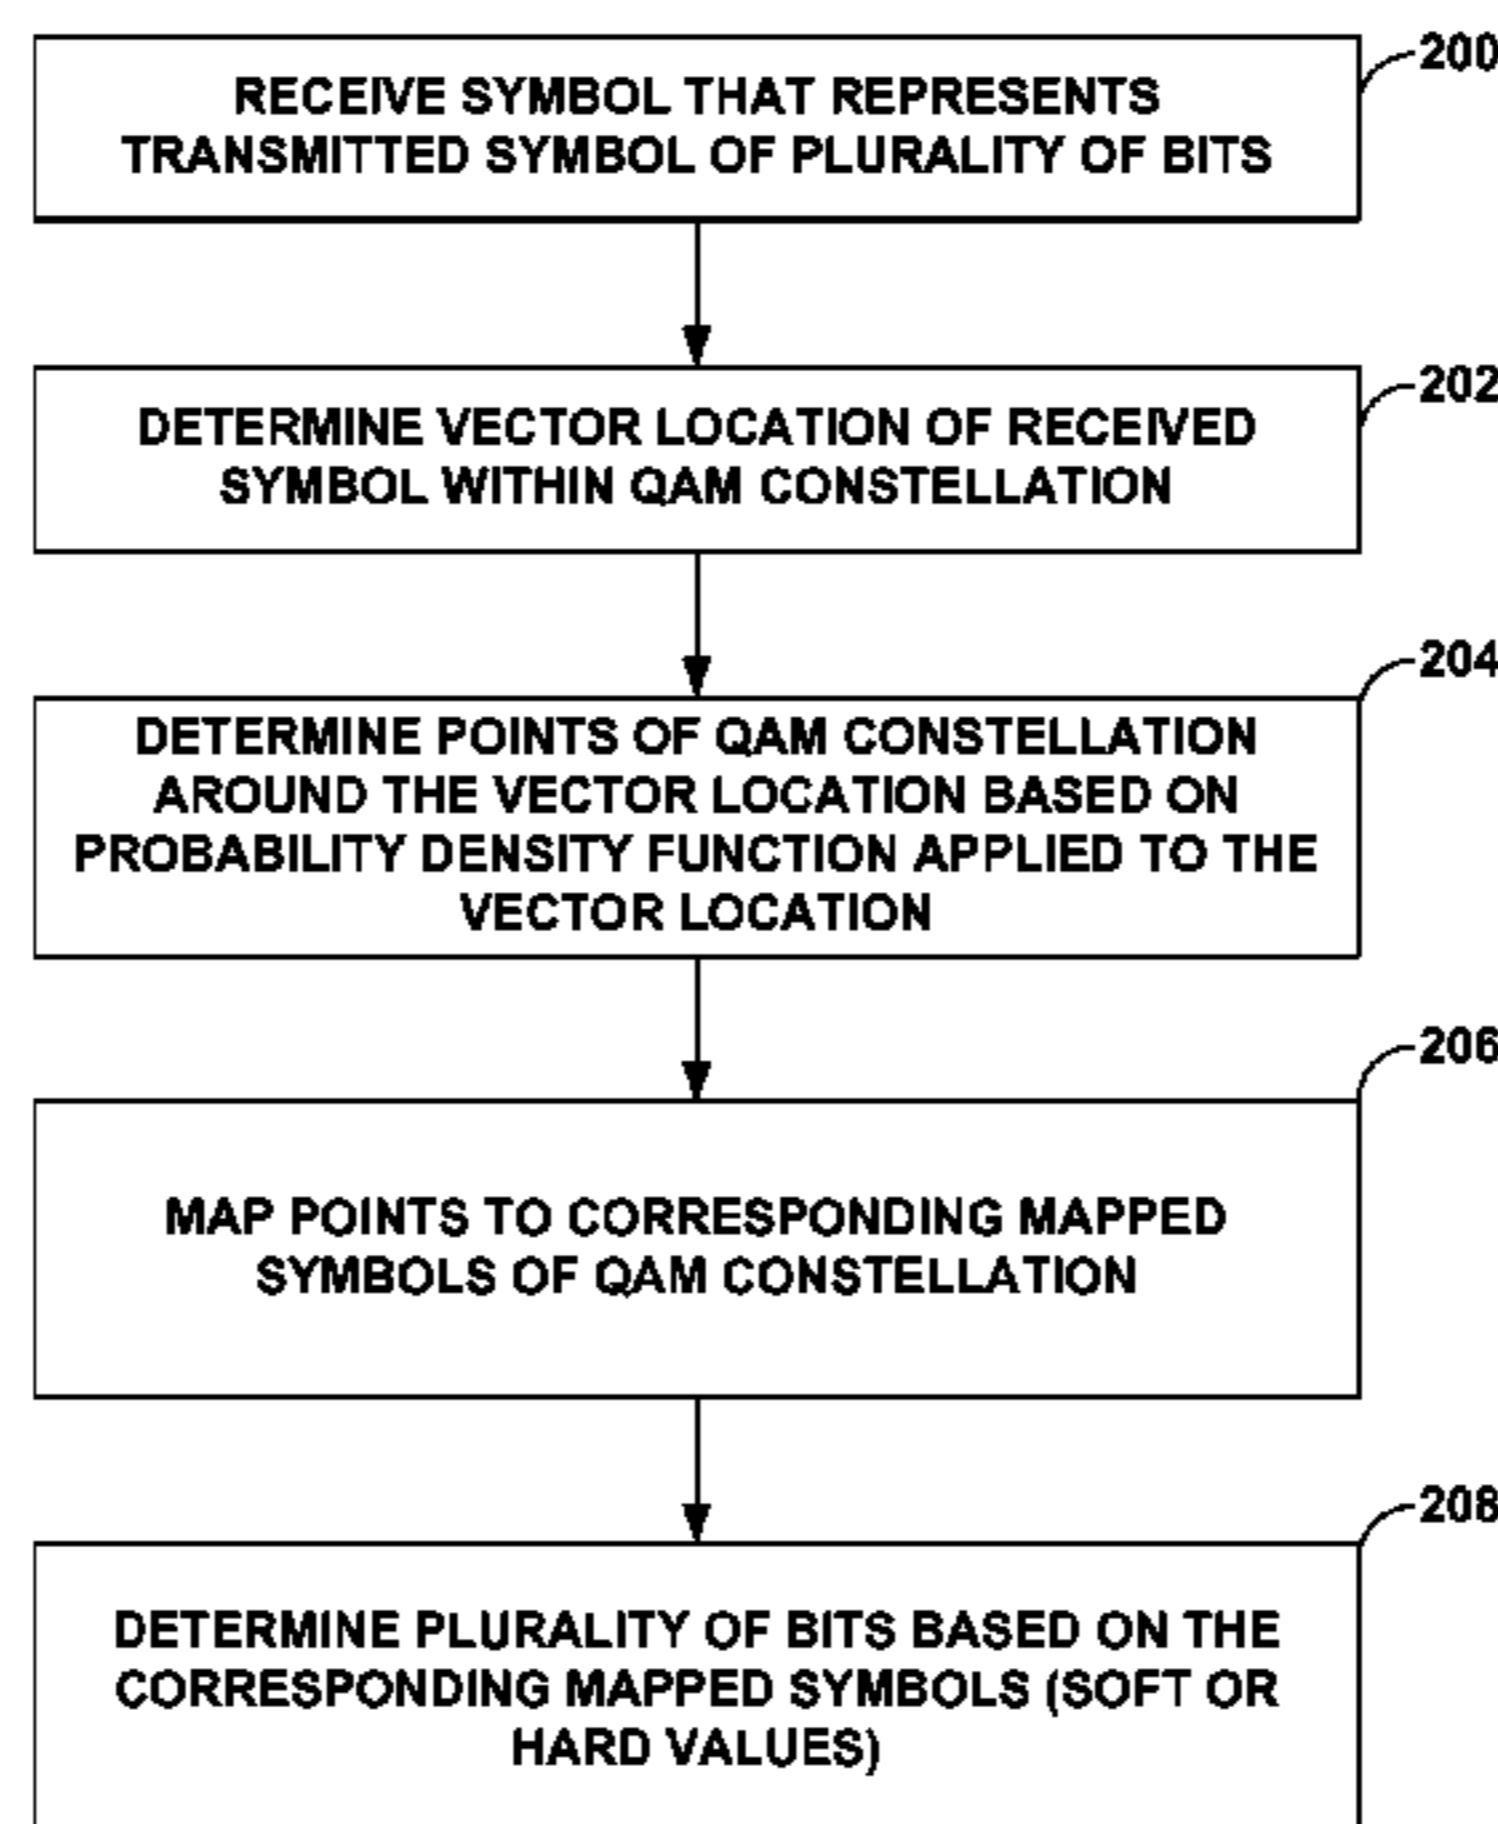 200
RECEIVE SYMBOL THAT REPRESENTS
TRANSMITTED SYMBOL OF PLURALITY OF BITS
202
DETERMINE VECTOR LOCATION OF RECEIVED
SYMBOL WITHIN QAM CONSTELLATION
204
DETERMINE POINTS OF QAM CONSTELLATION
AROUND THE VECTOR LOCATION BASED ON
PROBABILITY DENSITY FUNCTION APPLIED TO THE
VECTOR LOCATION
206
MAP POINTS TO CORRESPONDING MAPPED
SYMBOLS OF QAM CONSTELLATION
208
DETERMINE PLURALITY OF BITS BASED ON THE
CORRESPONDING MAPPED SYMBOLS (SOFT OR
HARD VALUES)